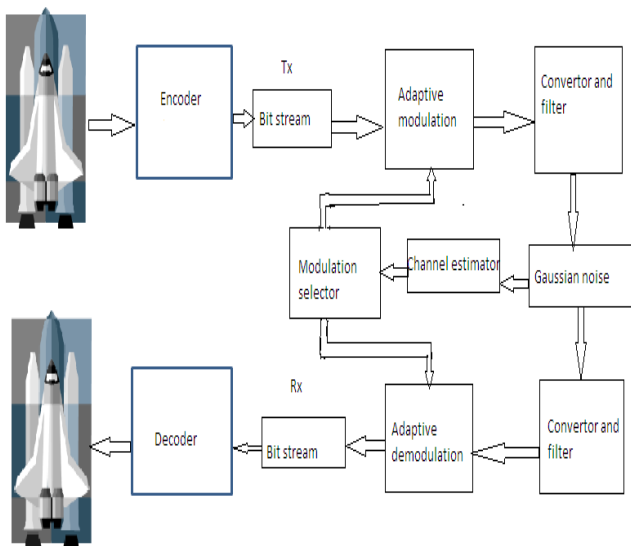 Tx
Encoder
Bit stream
Adaptive
modulation
Convertor and
filter
Modulation
selector
Channel estimator
Gaussian noise
Rx
Decoder
Bit stream
Adaptive
demodulation
Convertor and
filter